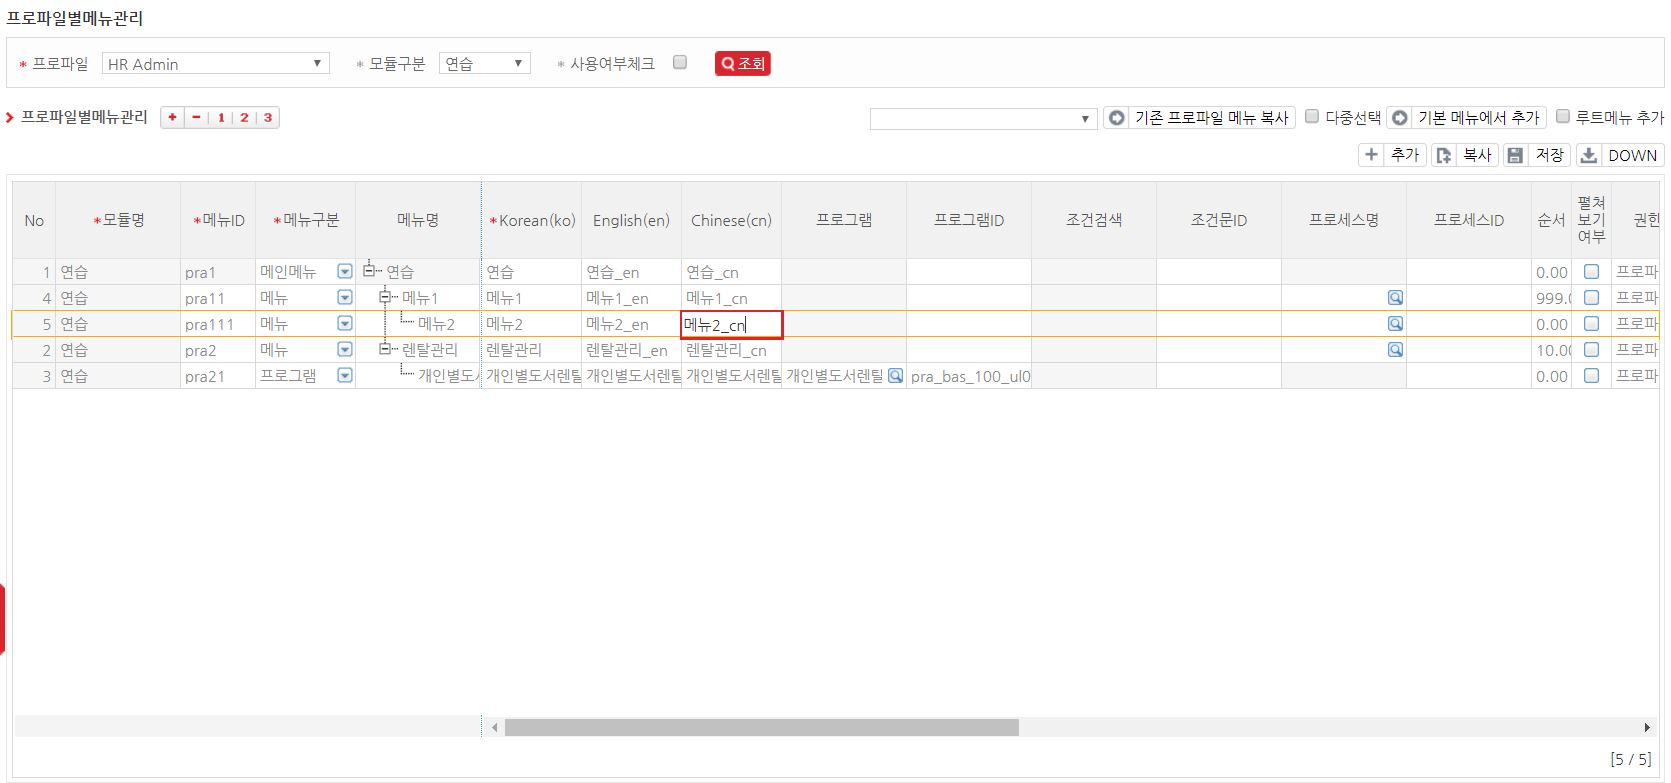 프로파일별메뉴관리
* 프로파일 HR Admin * 모듈구분 연습 * 사용여부체크 조회
프로파일별메뉴관리 + - 1 2 3 기존 프로파일 메뉴 복사 다중선택 기본 메뉴에서 추가 루트메뉴 추가
추가 복사 저장 DOWN
No *모듈명 *메뉴ID *메뉴구분 메뉴명 *Korean(ko) English(en) Chinese(cn) 프로그램 프로그램ID 조건검색 조건문ID 프로세스명 프로세스ID 순서 펼쳐보기여부 권한
1 연습 pra1 메인메뉴 연습 연습 연습_en 연습_cn 0.00 프로파
4 연습 pra11 메뉴 메뉴1 메뉴1 메뉴1_en 메뉴1_cn 999.0 프로파
5 연습 pra111 메뉴 메뉴2 메뉴2 메뉴2_en 메뉴2_cn 0.00 프로파
2 연습 pra2 메뉴 렌탈관리 렌탈관리 렌탈관리_en 렌탈관리_cn 10.00 프로파
3 연습 pra21 프로그램 개인별도서 개인별도서렌탈 개인별도서렌탈 개인별도서렌탈 개인별도서렌탈 pra_bas_100_ul0 0.00 프로파
[5 / 5]